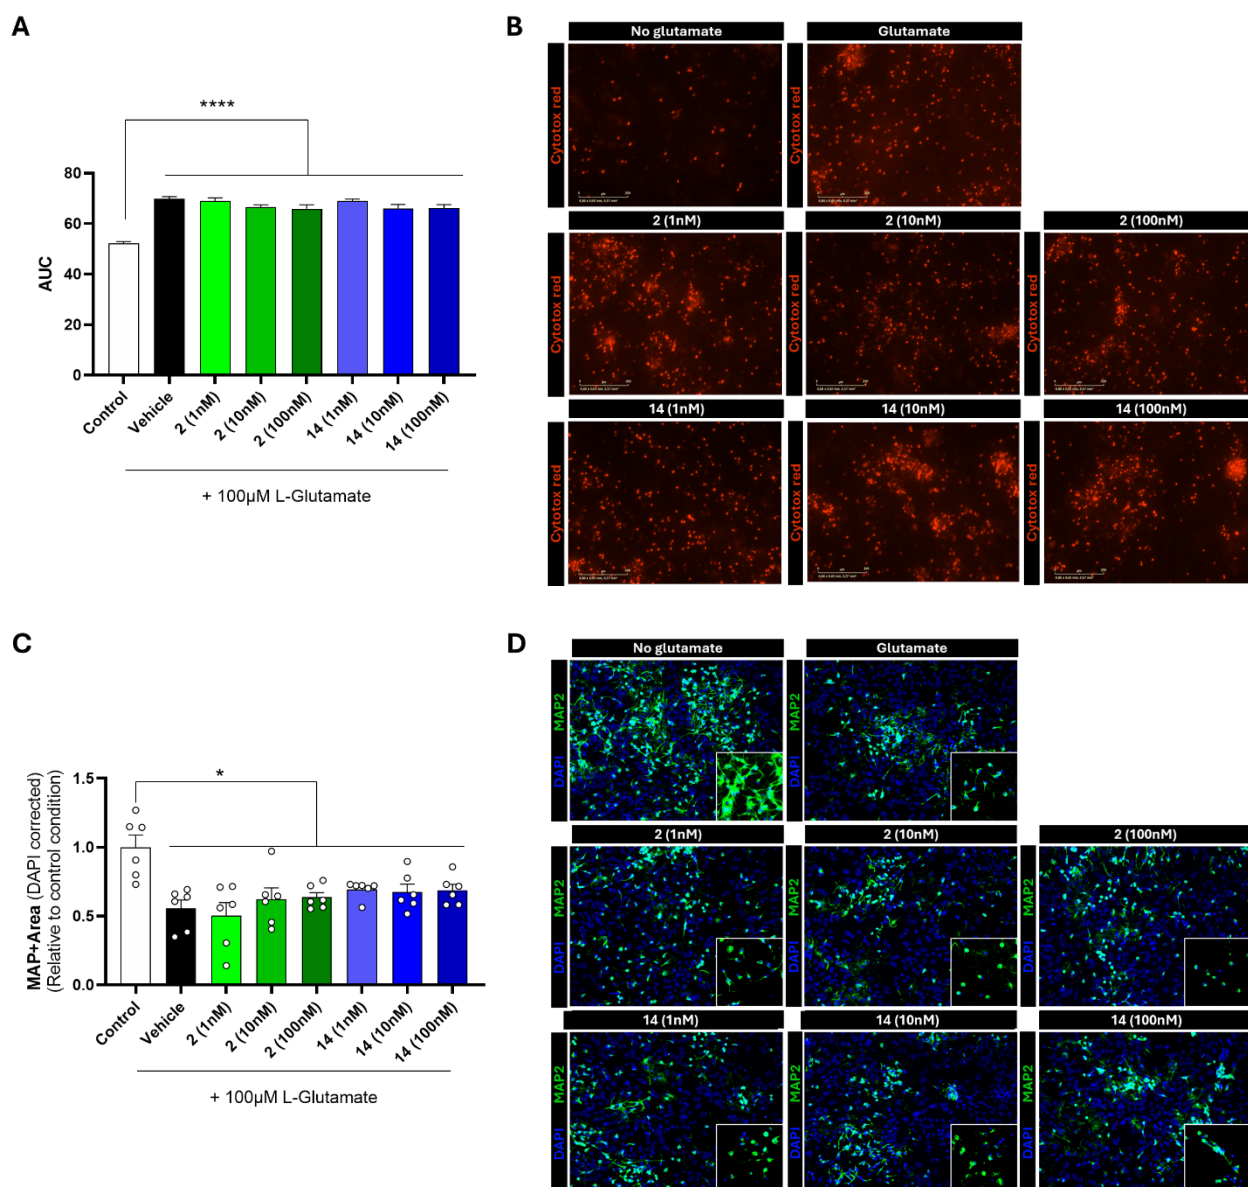 A
****
80
60
40
20
0
AUC
Control
Vehicle
2 (1nM)
2 (10nM)
2 (100nM)
14 (1nM)
14 (10nM)
14 (100nM)
+ 100µM L-Glutamate
B
No glutamate
Glutamate
Cytotox red
Cytotox red
2 (1nM)
2 (10nM)
2 (100nM)
Cytotox red
Cytotox red
Cytotox red
14 (1nM)
14 (10nM)
14 (100nM)
Cytotox red
Cytotox red
Cytotox red
C
*
1.5
1.0
0.5
0.0
MAP+Area (DAPI corrected)
(Relative to control condition)
Control
Vehicle
2 (1nM)
2 (10nM)
2 (100nM)
14 (1nM)
14 (10nM)
14 (100nM)
+ 100µM L-Glutamate
D
No glutamate
Glutamate
DAPI MAP2
DAPI MAP2
2 (1nM)
2 (10nM)
2 (100nM)
DAPI MAP2
DAPI MAP2
DAPI MAP2
14 (1nM)
14 (10nM)
14 (100nM)
DAPI MAP2
DAPI MAP2
DAPI MAP2